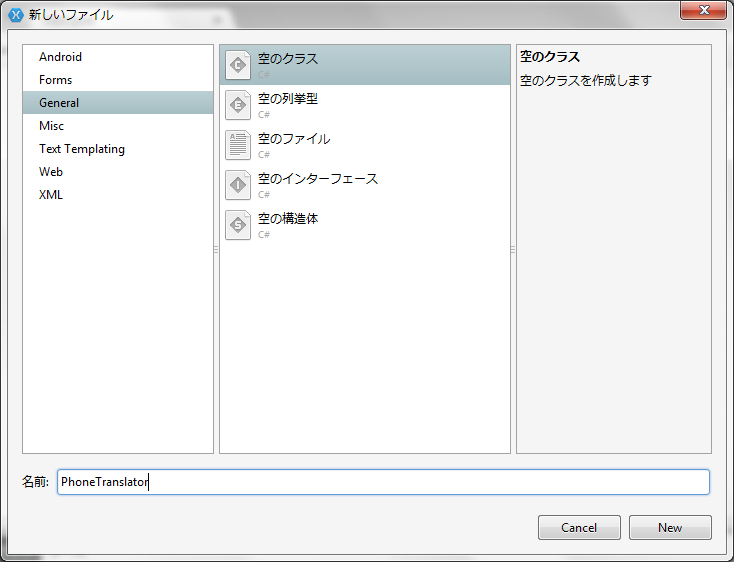 新しいファイル
Android
Forms
General
Misc
Text Templating
Web
XML
空のクラス
C#
空の列挙型
C#
空のファイル
C#
空のインターフェース
C#
空の構造体
C#
空のクラス
空のクラスを作成します
名前:
PhoneTranslator
Cancel
New